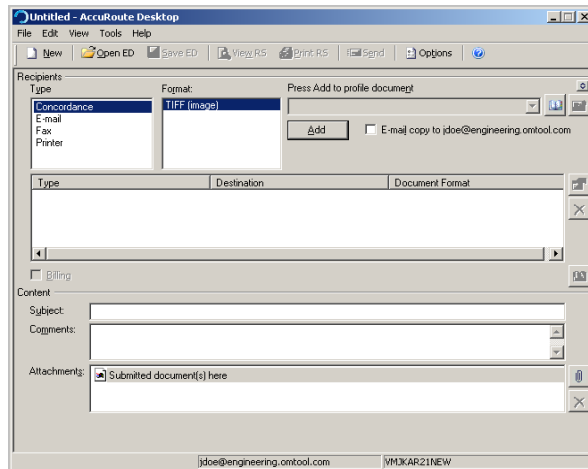 Untitled - AccuRoute Desktop
File Edit View Tools Help
New Open ED Save ED View RS Print RS Send Options
Recipients
Type Format: Press Add to profile document
Concordance TIFF (image)
E-mail
Fax
Printer
Add E-mail copy to jdoe@engineering.omtool.com
Type Destination Document Format
Billing
Content
Subject:
Comments:
Attachments: Submitted document(s) here
jdoe@engineering.omtool.com VMJKAR21NEW